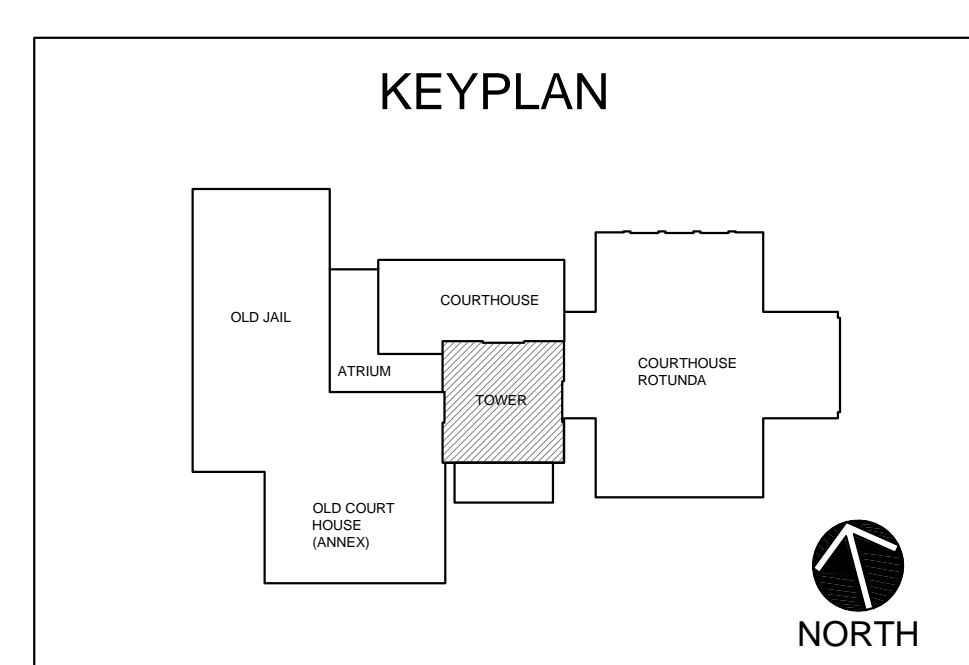 KEYPLAN
OLD JAIL
COURTHOUSE
ATRIUM
COURTHOUSE
ROTUNDA
TOWER
OLD COURT
HOUSE
(ANNEX)
NORTH